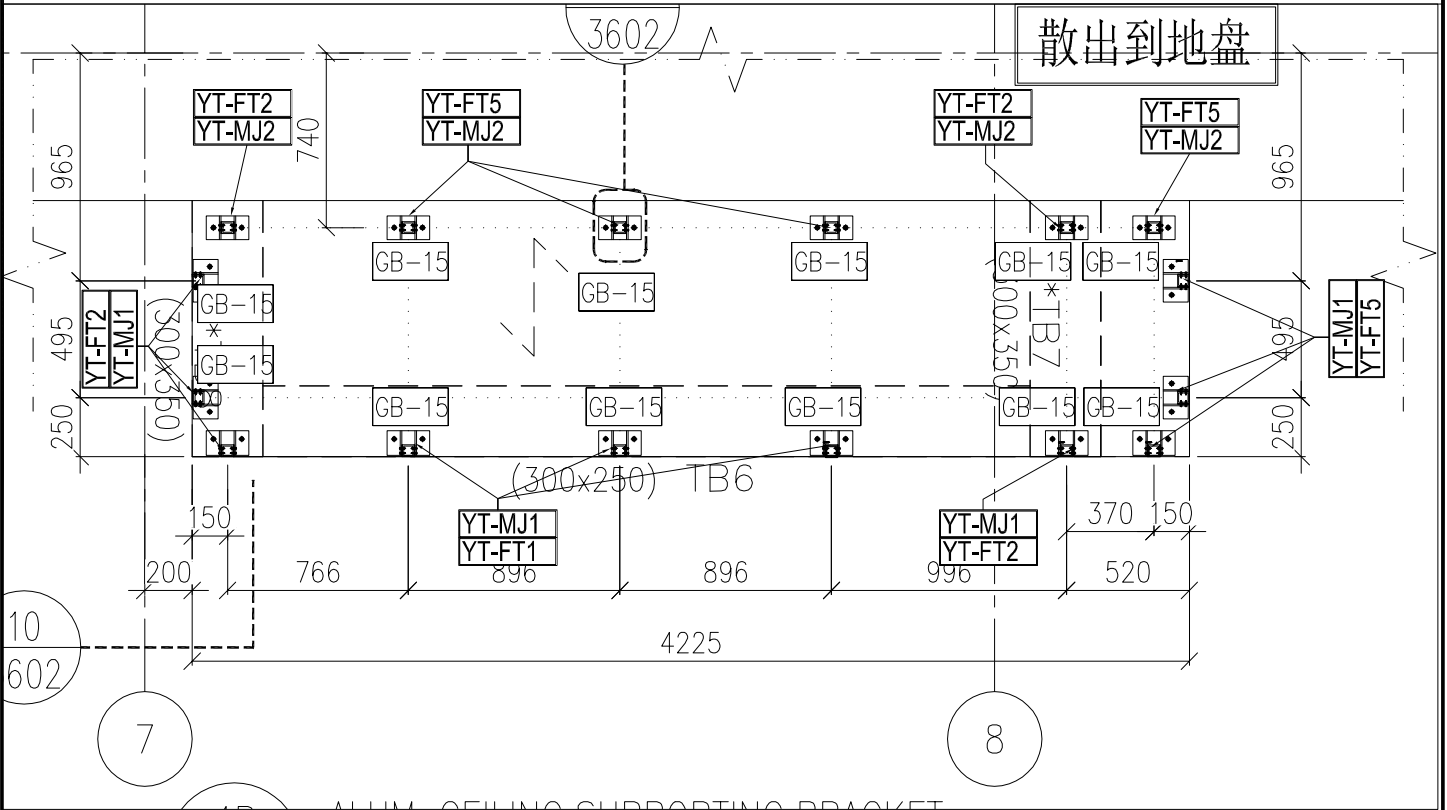 3602
散出到地盘
YT-FT2
YT-MJ2
YT-FT5
YT-MJ2
YT-FT2
YT-MJ2
YT-FT5
YT-MJ2
965
740
965
GB-15
GB-15
GB-15
GB-15
GB-15
GB-15
GB-15
YT-FT2
YT-MJ1
495
(300x350)
*TB7
495
YT-MJ1
YT-FT5
GB-15
GB-15
GB-15
GB-15
GB-15
GB-15
250
250
(300x250) TB6
150
YT-MJ1
YT-FT1
YT-MJ1
YT-FT2
370
150
200
766
896
896
996
520
10
602
4225
7
8